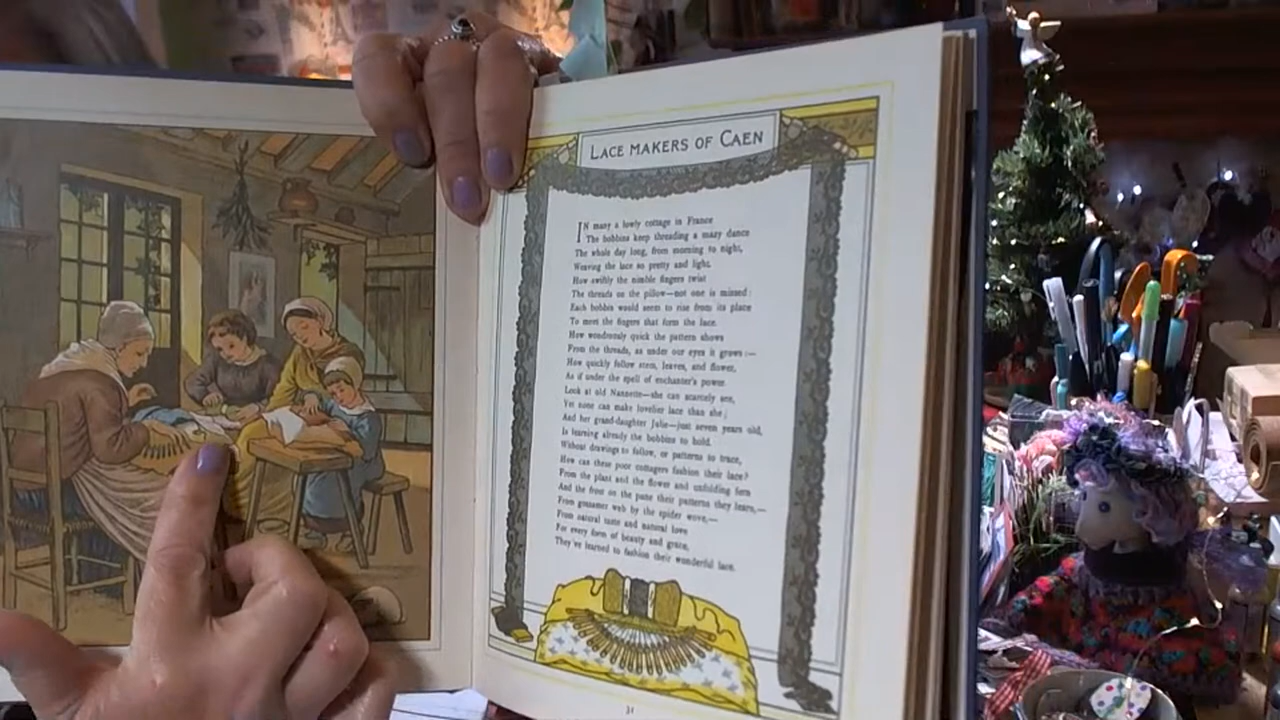 LACE MAKERS OF CAEN
IN many a lowly cottage in France
The bobbins keep threading a mazy dance
The whole day long, from morning to night,
Weaving the lace so pretty and light.
How swiftly the nimble fingers twist
The threads on the pillow—not one is missed:
Each bobbin would seem to rise from its place
To meet the fingers that form the lace.
How wondrously quick the pattern shows
From the threads, as under our eyes it grows:—
How quickly follow stem, leaves, and flower,
As if under the spell of enchanter's power.
Look at old Nannette—she can scarcely see,
Yet none can make lovelier lace than she;
And her grand-daughter Julie—just seven years old,
Is learning already the bobbins to hold.
Without drawings to follow, or patterns to trace,
How can these poor cottagers fashion their lace?
From the plant and the flower and unfolding fern
And the frost on the pane their patterns they learn,—
From gossamer web by the spider wove,—
From natural taste and natural love
For every form of beauty and grace,
They've learned to fashion their wonderful lace.
31